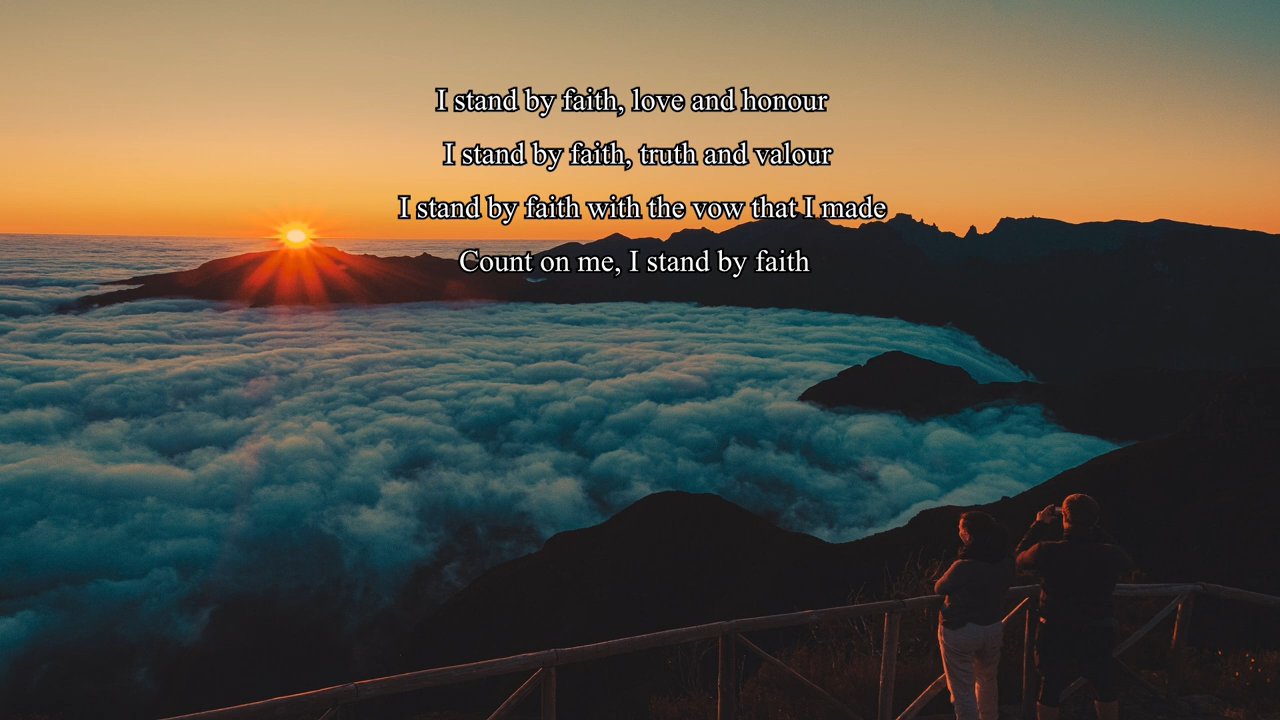 I stand by faith, love and honour
I stand by faith, truth and valour
I stand by faith with the vow that I made
Count on me, I stand by faith